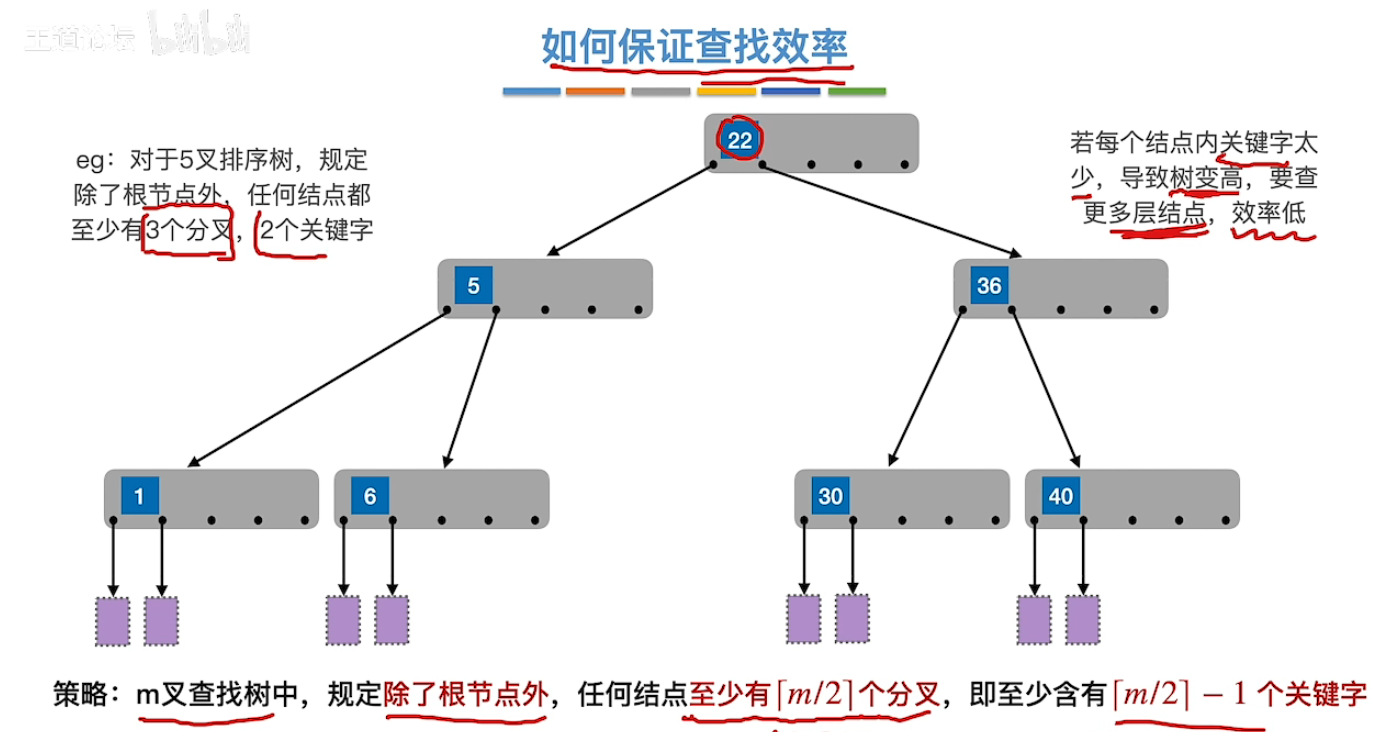 王道论坛 bilibili
如何保证查找效率
eg：对于5叉排序树，规定
除了根节点外，任何结点都
至少有3个分叉，2个关键字
若每个结点内关键字太
少，导致树变高，要查
更多层结点，效率低
22
5
36
1
6
30
40
策略：m叉查找树中，规定除了根节点外，任何结点至少有⌈m/2⌉个分叉，即至少含有⌈m/2⌉ − 1 个关键字